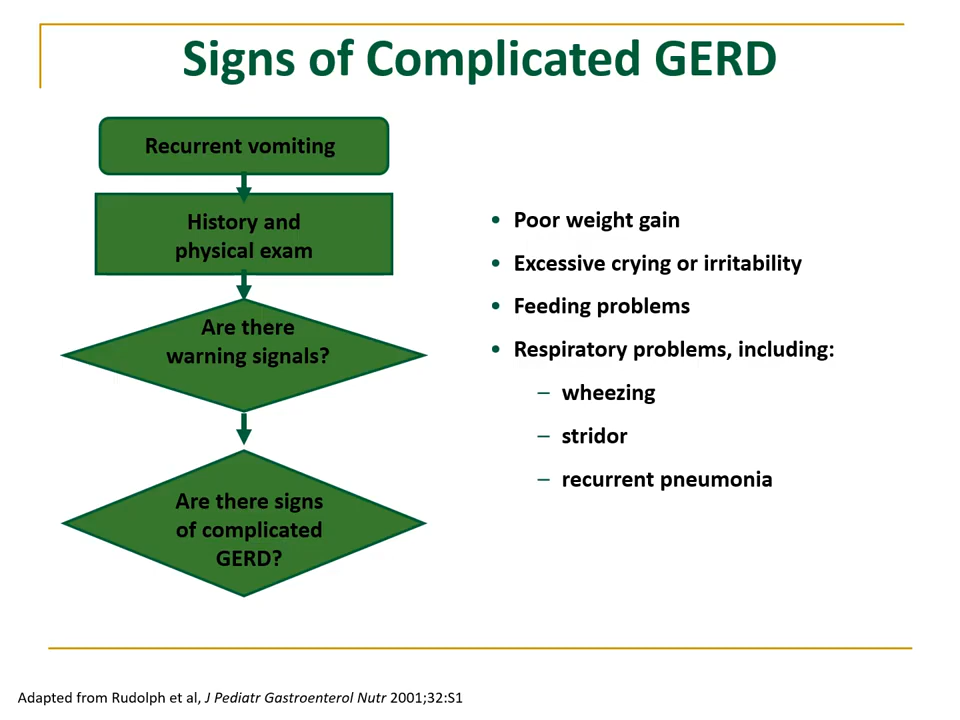 Signs of Complicated GERD
Recurrent vomiting
History and
physical exam
Are there
warning signals?
Are there signs
of complicated
GERD?
• Poor weight gain
• Excessive crying or irritability
• Feeding problems
• Respiratory problems, including:
– wheezing
– stridor
– recurrent pneumonia
Adapted from Rudolph et al, J Pediatr Gastroenterol Nutr 2001;32:S1